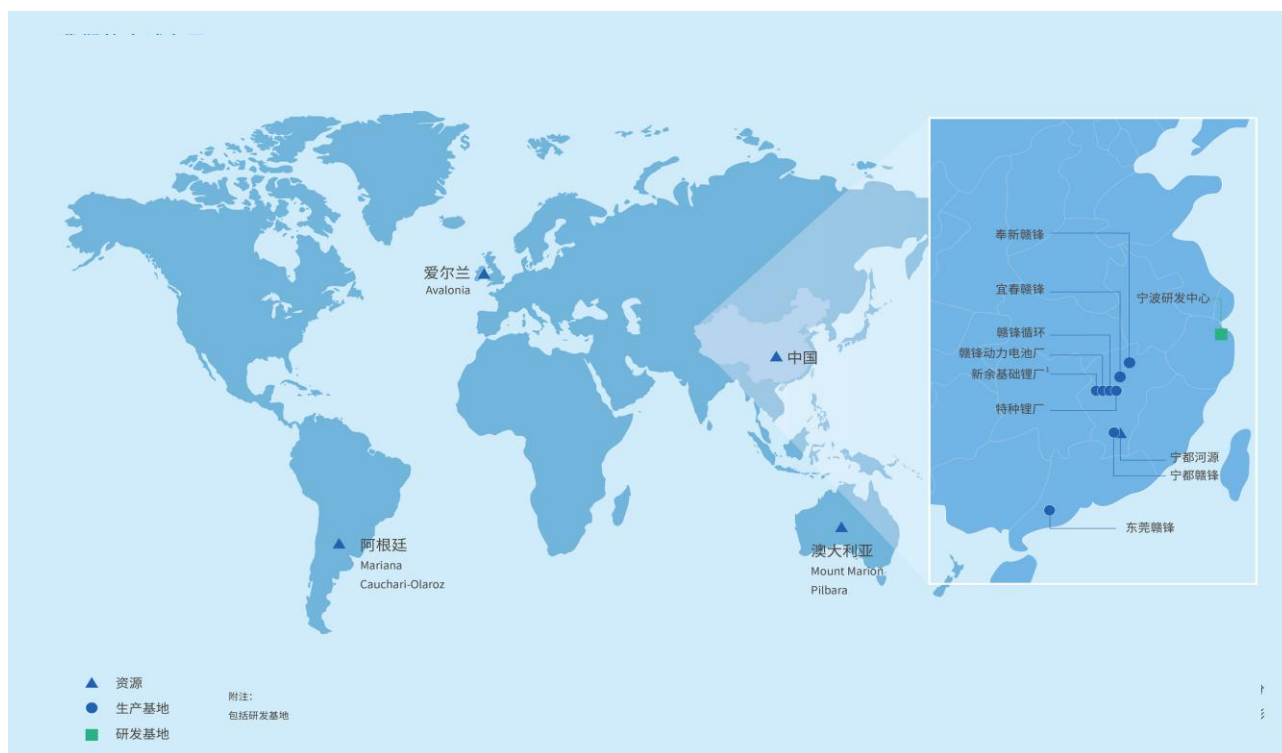 爱尔兰
Avalonia
中国
阿根廷
Mariana
Cauchari-Olaroz
澳大利亚
Mount Marion
Pilbara
奉新赣锋
宜春赣锋
宁波研发中心
赣锋循环
赣锋动力电池厂
新余基础锂厂¹
特种锂厂
宁都河源
宁都赣锋
东莞赣锋
资源
生产基地
研发基地
附注：
包括研发基地